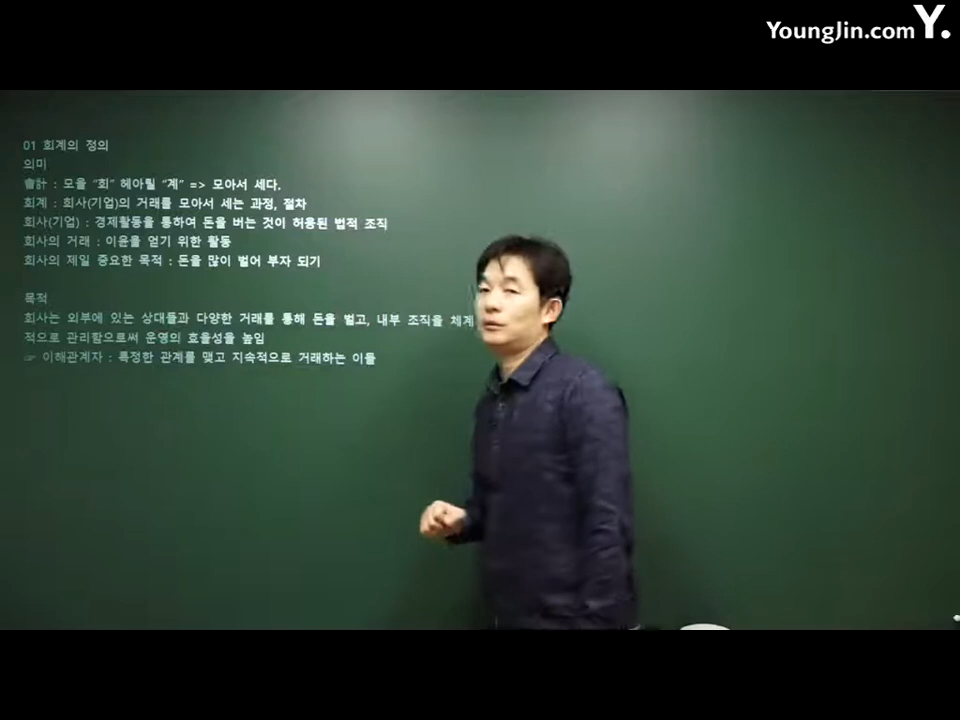 YoungJin.com Y.
01 회계의 정의
의미
會計 : 모을 "회" 헤아릴 "계" => 모아서 세다.
회계 : 회사(기업)의 거래를 모아서 세는 과정, 절차
회사(기업) : 경제활동을 통하여 돈을 버는 것이 허용된 법적 조직
회사의 거래 : 이윤을 얻기 위한 활동
회사의 제일 중요한 목적 : 돈을 많이 벌어 부자 되기
목적
회사는 외부에 있는 상대들과 다양한 거래를 통해 돈을 벌고, 내부 조직을 체계
적으로 관리함으로써 운영의 효율성을 높임
☞ 이해관계자 : 특정한 관계를 맺고 지속적으로 거래하는 이들